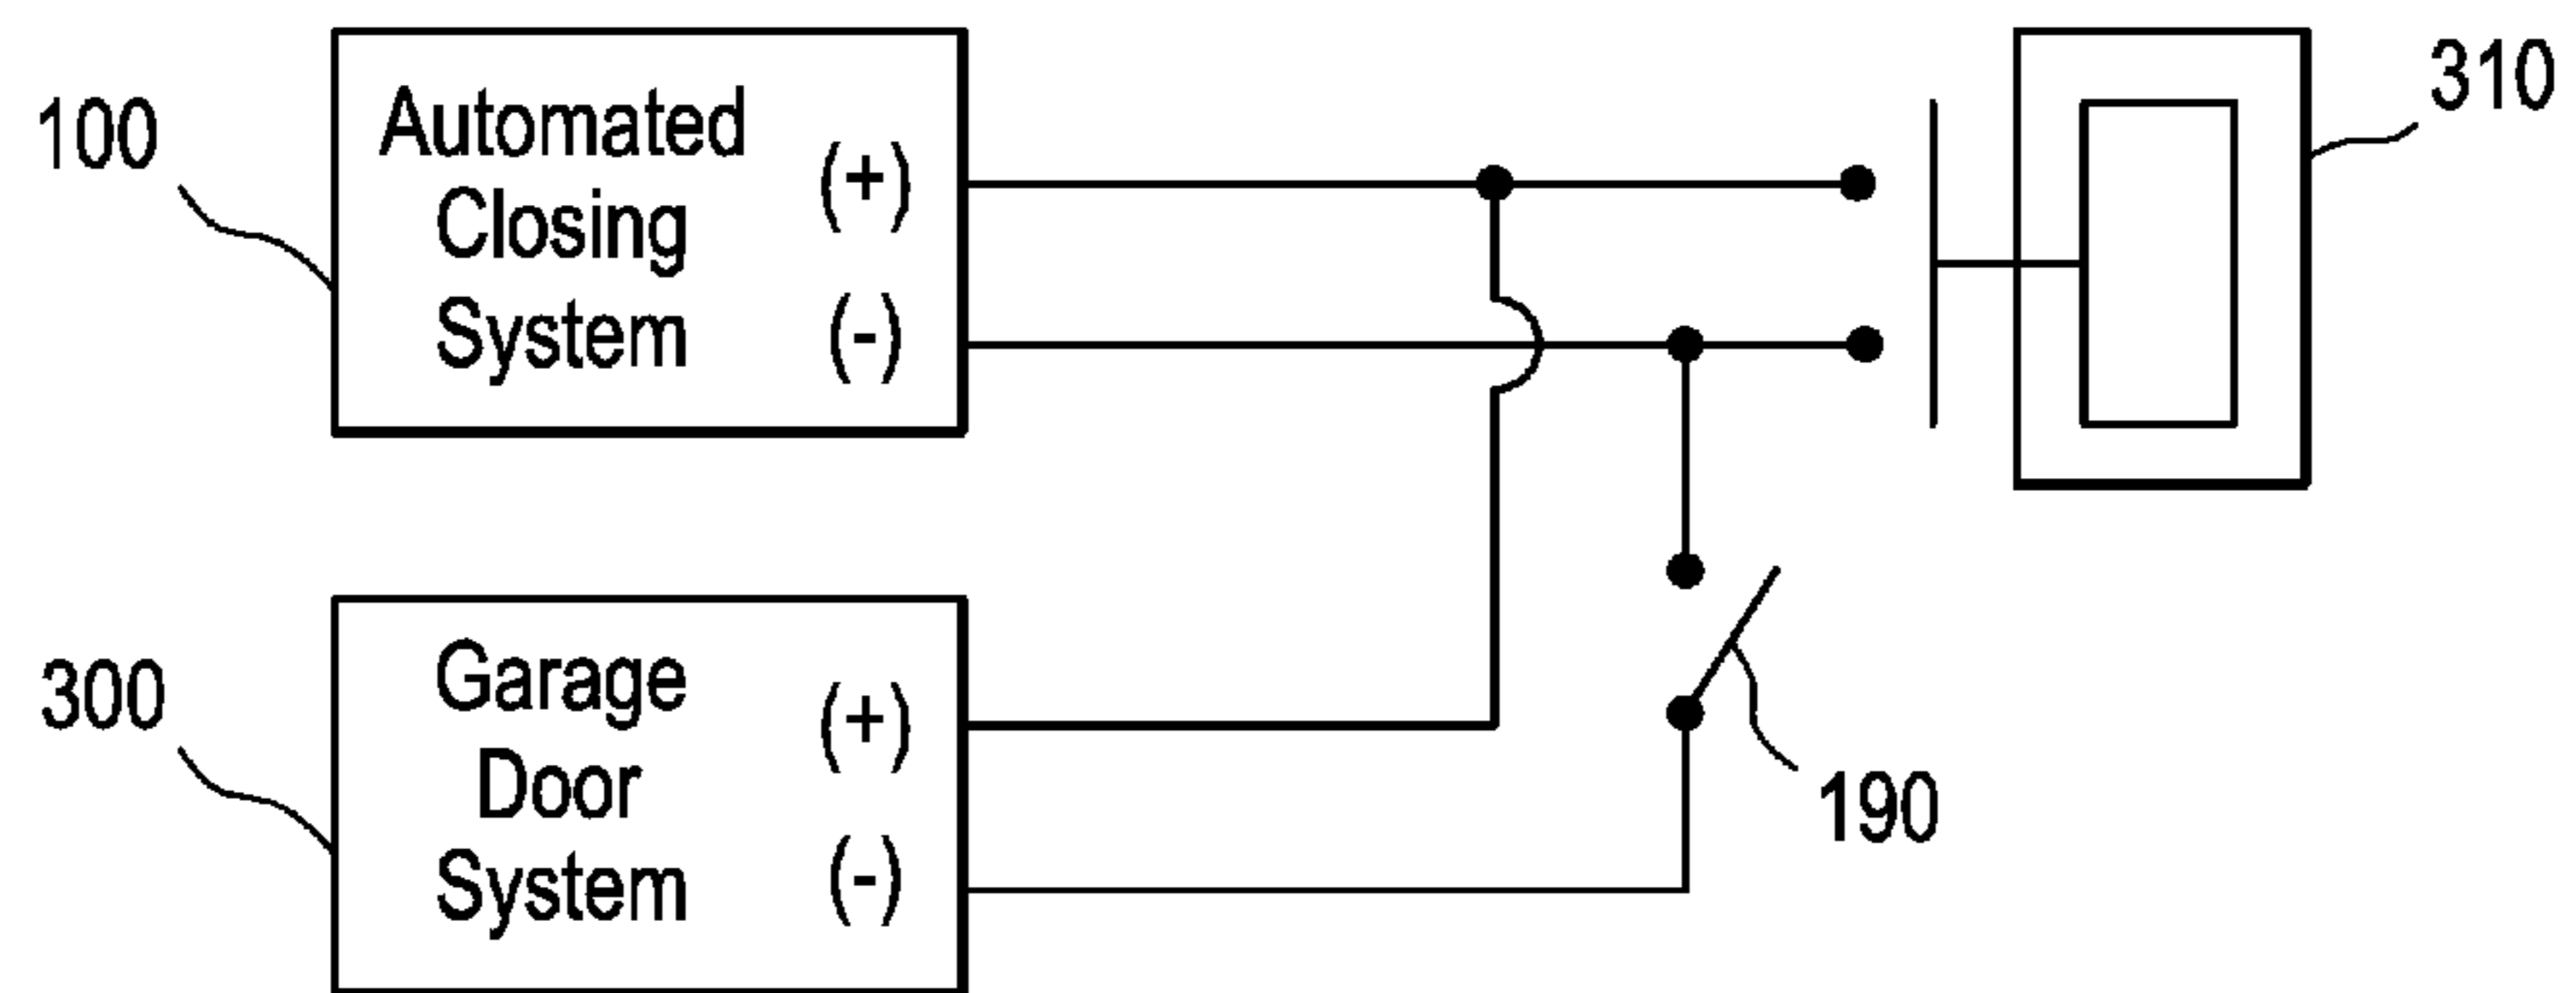 100
Automated
Closing
System
(+)
(-)
310
300
Garage
Door
System
(+)
(-)
190